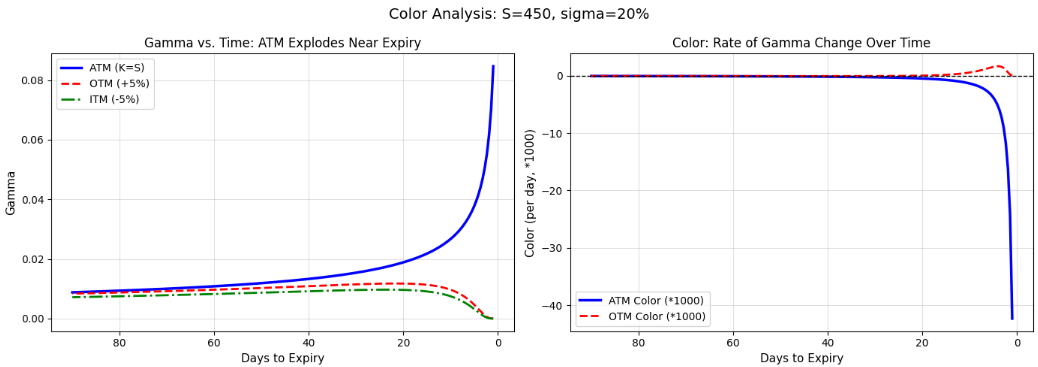 Color Analysis: S=450, sigma=20%
Gamma vs. Time: ATM Explodes Near Expiry
ATM (K=S)
OTM (+5%)
ITM (-5%)
Gamma
0.08
0.06
0.04
0.02
0.00
80 60 40 20 0
Days to Expiry
Color: Rate of Gamma Change Over Time
Color (per day, *1000)
0
−10
−20
−30
−40
ATM Color (*1000)
OTM Color (*1000)
80 60 40 20 0
Days to Expiry